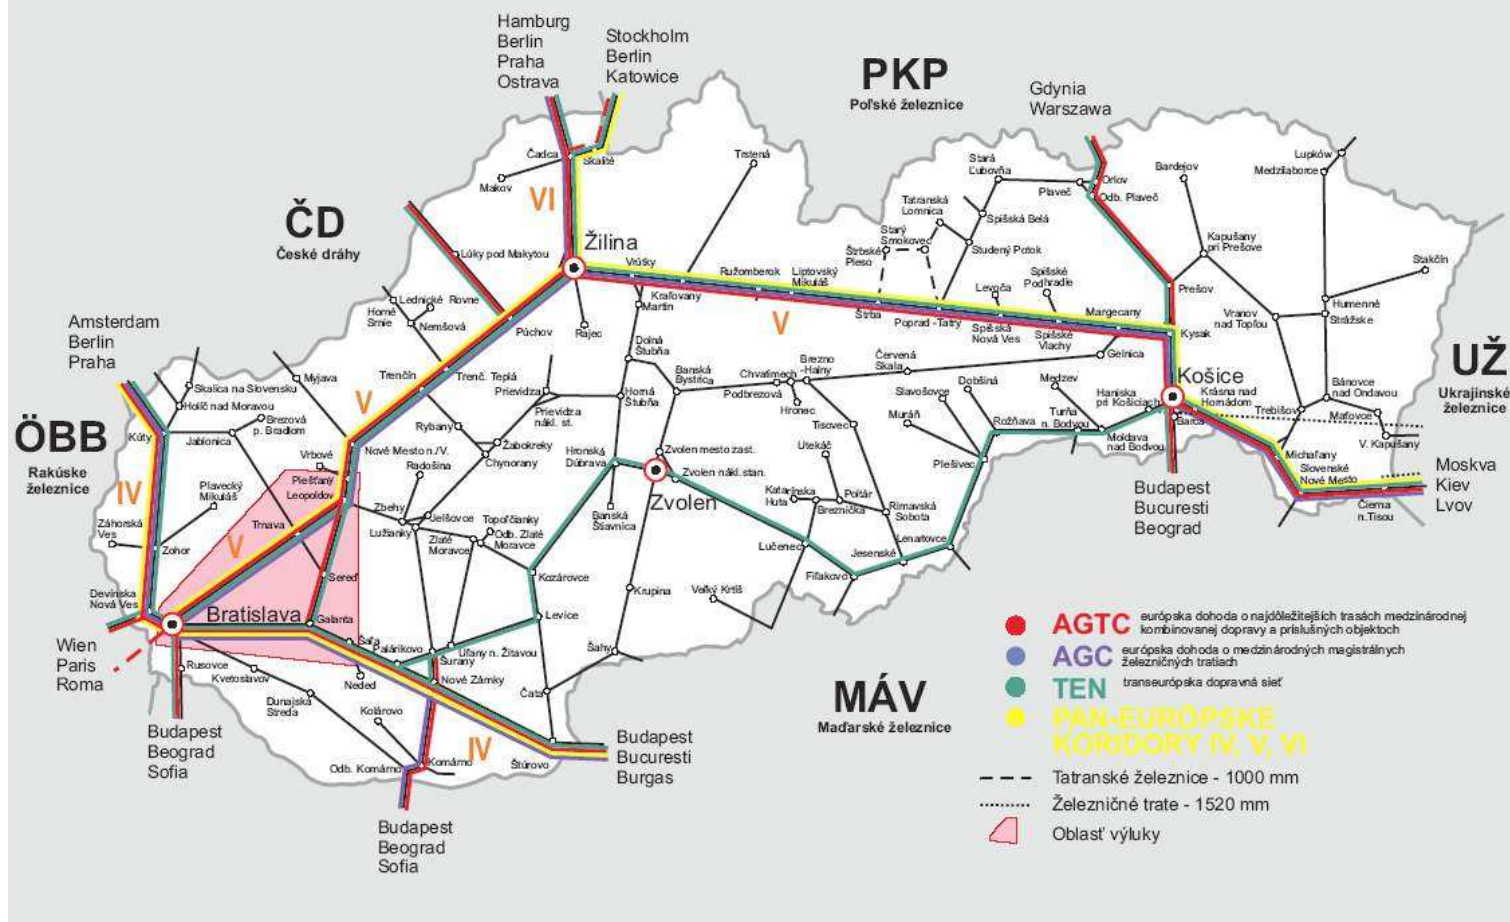 Hamburg
Berlin
Praha
Ostrava
Stockholm
Berlin
Katowice
PKP
Poľské železnice
Gdynia
Warszawa
Čadca
Skalité
Makov
Trstená
Stará
Ľubovňa
Plaveč
Orlov
Odb. Plaveč
Bardejov
Lupków
Medzilaborce
VI
ČD
České dráhy
Lúky pod Makytou
Žilina
Tatranská
Lomnica
Spišská Belá
Starý
Smokovec
Studený Potok
Štrbské
Pleso
Kapušany
pri Prešove
Stakčín
Vrútky
Kraľovany
Martin
Ružomberok
Liptovský
Mikuláš
Štrba
Poprad -Tatry
Levoča
Spišské
Podhradie
Spišská
Nová Ves
Spišské
Vlachy
Margecany
Gelnica
Kysak
Prešov
Vranov
nad Topľou
Humenné
Strážske
V
Lednické Rovne
Horné
Srnie
Nemšová
Púchov
Rajec
Amsterdam
Berlin
Praha
Dolná
Štubňa
Banská
Bystrica
Chvatimech
Podbrezová
Brezno
-Halny
Hronec
Červená
Skala
Slavošovce
Dobšiná
Medzev
Haniska
pri Košiciach
Košice
Krásna nad
Hornádom
Barca
Trebišov
Bánovce
nad Ondavou
Maťovce
V. Kapušany
UŽ
Ukrajinské
železnice
Skalica na Slovensku
Myjava
Holíč nad Moravou
Brezová
p. Bradlom
Trenčín
Trenč. Teplá
Prievidza
Prievidza
nákl. st.
Horná
Štubňa
V
ÖBB
Rakúske
železnice
Kúty
Jablonica
Vrbové
Nové Mesto n./V.
Rybany
Žabokreky
Chynorany
Radošina
Hronská
Dúbrava
Zvolen mesto zast.
Zvolen nákl.stan.
Zvolen
Tisovec
Utekáč
Muráň
Plešivec
Rožňava
Turňa
n. Bodvou
Moldava
nad Bodvou
Michaľany
Slovenské
Nové Mesto
Čierna
n.Tisou
Moskva
Kiev
Lvov
IV
Plavecký
Mikuláš
Piešťany
Leopoldov
Trnava
Zbehy
Jelšovce
Lužianky
Zlaté
Moravce
Topoľčianky
Odb. Zlaté
Moravce
Banská
Štiavnica
Katarínska
Huta
Poltár
Breznička
Rimavská
Sobota
Lučenec
Jesenské
Lenartovce
Fiľakovo
Budapest
Bucuresti
Beograd
Záhorská
Ves
Zohor
V
Devínska
Nová Ves
Bratislava
Sereď
Galanta
Šaľa
Palárikovo
Šurany
Úľany n. Žitavou
Kozárovce
Levice
Krupina
Veľký Krtíš
Šahy
Čata
Wien
Paris
Roma
Rusovce
Kvetoslavov
Dunajská
Streda
Neded
Nové Zámky
Kolárovo
Odb. Komárno
Komárno
IV
Štúrovo
Budapest
Beograd
Sofia
Budapest
Bucuresti
Burgas
Budapest
Beograd
Sofia
MÁV
Maďarské železnice
AGTC európska dohoda o najdôležitejších trasách medzinárodnej
kombinovanej dopravy a príslušných objektoch
AGC európska dohoda o medzinárodných magistrálnych
železničných tratiach
TEN transeurópska dopravná sieť
PAN-EURÓPSKE
KORIDORY IV, V, VI
Tatranské železnice - 1000 mm
Železničné trate - 1520 mm
Oblasť výluky